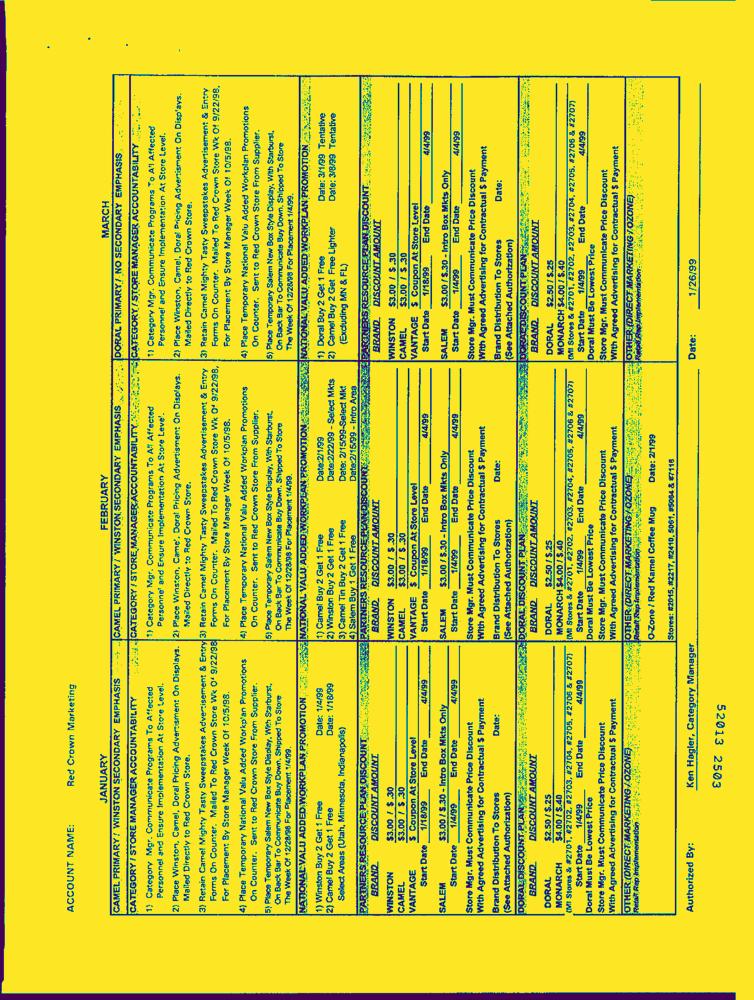 ACCOUNT NAME: Red Crown Marketing
JANUARY
CAMEL PRIMARY / WINSTON SECONDARY EMPHASIS
CATEGORY / STORE MANAGER ACCOUNTABILITY
1) Category Mgr. Communicate Programs To Affected
Personnel and Ensure Implementation At Store Level.
2) Place Winston, Camel, Doral Pricing Advertisment On Displays.
Mailed Directly to Red Crown Store.
3) Retain Camel Mighty Tasty Sweepstakes Advertisement & Entry
Forms On Counter. Mailed To Red Crown Store Wk Of 9/22/98
For Placement By Store Manager Week Of 10/5/98.
4) Place Temporary National Valu Added Workplan Promotions
On Counter. Sent to Red Crown Store From Supplier.
5) Place Temporary Salem New Box Style Display, With Starburst,
On Back Bar To Communicate Buy Down, Shipped To Store
The Week Of 12/28/98 For Placement 1/4/99.
NATIONAL VALU ADDED WORKPLAN PROMOTION
1) Winston Buy 2 Get 1 Free Date: 1/4/99
2) Camel Buy 2 Get 1 Free Date: 1/18/99
Select Areas (Utah, Minnesota, Indianapolis)
PARTNERS RESOURCE PLAN DISCOUNT
BRAND DISCOUNT AMOUNT
WINSTON $3.00 / $.30
CAMEL $3.00 / $.30
VANTAGE $ Coupon At Store Level
Start Date 1/18/99 End Date 4/4/99
SALEM $3.00 / $.30 - Intro Box Mkts Only
Start Date 1/4/99 End Date 4/4/99
Store Mgr. Must Communicate Price Discount
With Agreed Advertising for Contractual $ Payment
Brand Distribution To Stores Date:
(See Attached Authorization)
DORAL DISCOUNT PLAN
BRAND DISCOUNT AMOUNT
DORAL $2.50 / $.25
MONARCH $4.00 / $.40
(MI Stores & #2701, #2702, #2703, #2704, #2705, #2706 & #2707)
Start Date 1/4/99 End Date 4/4/99
Doral Must Be Lowest Price
Store Mgr. Must Communicate Price Discount
With Agreed Advertising for Contractual $ Payment
OTHER (DIRECT MARKETING / OZONE)
Retail Rep Implementation
FEBRUARY
CAMEL PRIMARY / WINSTON SECONDARY EMPHASIS
CATEGORY / STORE MANAGER ACCOUNTABILITY
1) Category Mgr. Communicate Programs To All Affected
Personnel and Ensure Implementation At Store Level.
2) Place Winston, Camel, Doral Pricing Advertisment On Displays.
Mailed Directly to Red Crown Store.
3) Retain Camel Mighty Tasty Sweepstakes Advertisement & Entry
Forms On Counter. Mailed To Red Crown Store Wk Of 9/22/98,
For Placement By Store Manager Week Of 10/5/98.
4) Place Temporary National Valu Added Workplan Promotions
On Counter. Sent to Red Crown Store From Supplier.
5) Place Temporary Salem New Box Style Display, With Starburst,
On Back Bar To Communicate Buy Down, Shipped To Store
The Week Of 12/28/98 For Placement 1/4/99.
NATIONAL VALU ADDED WORKPLAN PROMOTION
1) Camel Buy 2 Get 1 Free Date:2/1/99
2) Winston Buy 2 Get 1 Free Date:2/22/99 - Select Mkts
3) Camel Tin Buy 2 Get 1 Free Date: 2/15/99-Select Mkt
4) Salem Buy 1 Get 1 Free Date:2/15/99 - Intro Area
PARTNERS RESOURCE PLAN DISCOUNT
BRAND DISCOUNT AMOUNT
WINSTON $3.00 / $.30
CAMEL $3.00 / $.30
VANTAGE $ Coupon At Store Level
Start Date 1/18/99 End Date 4/4/99
SALEM $3.00 / $.30 - Intro Box Mkts Only
Start Date 1/4/99 End Date 4/4/99
Store Mgr. Must Communicate Price Discount
With Agreed Advertising for Contractual $ Payment
Brand Distribution To Stores Date:
(See Attached Authorization)
DORAL DISCOUNT PLAN
BRAND DISCOUNT AMOUNT
DORAL $2.50 / $.25
MONARCH $4.00 / $.40
(MI Stores & #2701, #2702, #2703, #2704, #2705, #2706 & #2707)
Start Date 1/4/99 End Date 4/4/99
Doral Must Be Lowest Price
Store Mgr. Must Communicate Price Discount
With Agreed Advertising for Contractual $ Payment
OTHER (DIRECT MARKETING / OZONE)
Retail Rep Implementation
O-Zone / Red Kamel Coffee Mug Date: 2/1/99
Stores: #2015, #2217, #2410, 5061, #5064 & #7116
MARCH
DORAL PRIMARY / NO SECONDARY EMPHASIS
CATEGORY / STORE MANAGER ACCOUNTABILITY
1) Category Mgr. Communicate Programs To All Affected
Personnel and Ensure Implementation At Store Level.
2) Place Winston, Camel, Doral Pricing Advertisment On Displays.
Mailed Directly to Red Crown Store.
3) Retain Camel Mighty Tasty Sweepstakes Advertisement & Entry
Forms On Counter. Mailed To Red Crown Store Wk Of 9/22/98,
For Placement By Store Manager Week Of 10/5/98.
4) Place Temporary National Valu Added Workplan Promotions
On Counter. Sent to Red Crown Store From Supplier.
5) Place Temporary Salem New Box Style Display, With Starburst,
On Back Bar To Communicate Buy Down, Shipped To Store
The Week Of 12/28/98 For Placement 1/4/99.
NATIONAL VALU ADDED WORKPLAN PROMOTION
1) Doral Buy 2 Get 1 Free Date: 3/1/99 Tentative
2) Camel Buy 2 Get Free Lighter Date: 3/8/99 Tentative
(Excluding MN & FL)
PARTNERS RESOURCE PLAN DISCOUNT
BRAND DISCOUNT AMOUNT
WINSTON $3.00 / $.30
CAMEL $3.00 / $.30
VANTAGE $ Coupon At Store Level
Start Date 1/18/99 End Date 4/4/99
SALEM $3.00 / $.30 - Intro Box Mkts Only
Start Date 1/4/99 End Date 4/4/99
Store Mgr. Must Communicate Price Discount
With Agreed Advertising for Contractual $ Payment
Brand Distribution To Stores Date:
(See Attached Authorization)
DORAL DISCOUNT PLAN
BRAND DISCOUNT AMOUNT
DORAL $2.50 / $.25
MONARCH $4.00 / $.40
(MI Stores & #2701, #2702, #2703, #2704, #2705, #2706 & #2707)
Start Date 1/4/99 End Date 4/4/99
Doral Must Be Lowest Price
Store Mgr. Must Communicate Price Discount
With Agreed Advertising for Contractual $ Payment
OTHER (DIRECT MARKETING / OZONE)
Retail Rep Implementation
Authorized By: Ken Hagler, Category Manager Date: 1/26/99
52013 2503